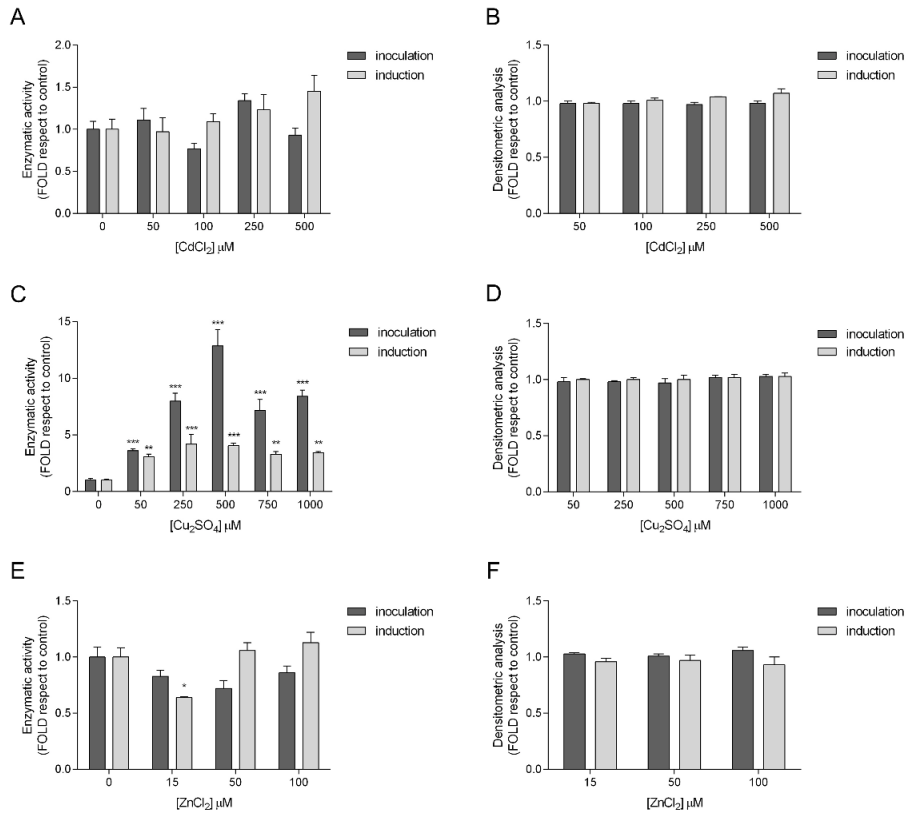 A
Enzymatic activity
(FOLD respect to control)
2.0
1.5
1.0
0.5
0.0
0
50
100
250
500
[CdCl₂] μM
inoculation
induction
B
Densitometric analysis
(FOLD respect to control)
1.5
1.0
0.5
0.0
50
100
250
500
[CdCl₂] μM
inoculation
induction
C
Enzymatic activity
(FOLD respect to control)
15
10
5
0
***
**
***
***
***
***
***
**
***
**
0
50
250
500
750
1000
[Cu₂SO₄] μM
inoculation
induction
D
Densitometric analysis
(FOLD respect to control)
1.5
1.0
0.5
0.0
50
250
500
750
1000
[Cu₂SO₄] μM
inoculation
induction
E
Enzymatic activity
(FOLD respect to control)
1.5
1.0
0.5
0.0
*
0
15
50
100
[ZnCl₂] μM
inoculation
induction
F
Densitometric analysis
(FOLD respect to control)
1.5
1.0
0.5
0.0
15
50
100
[ZnCl₂] μM
inoculation
induction